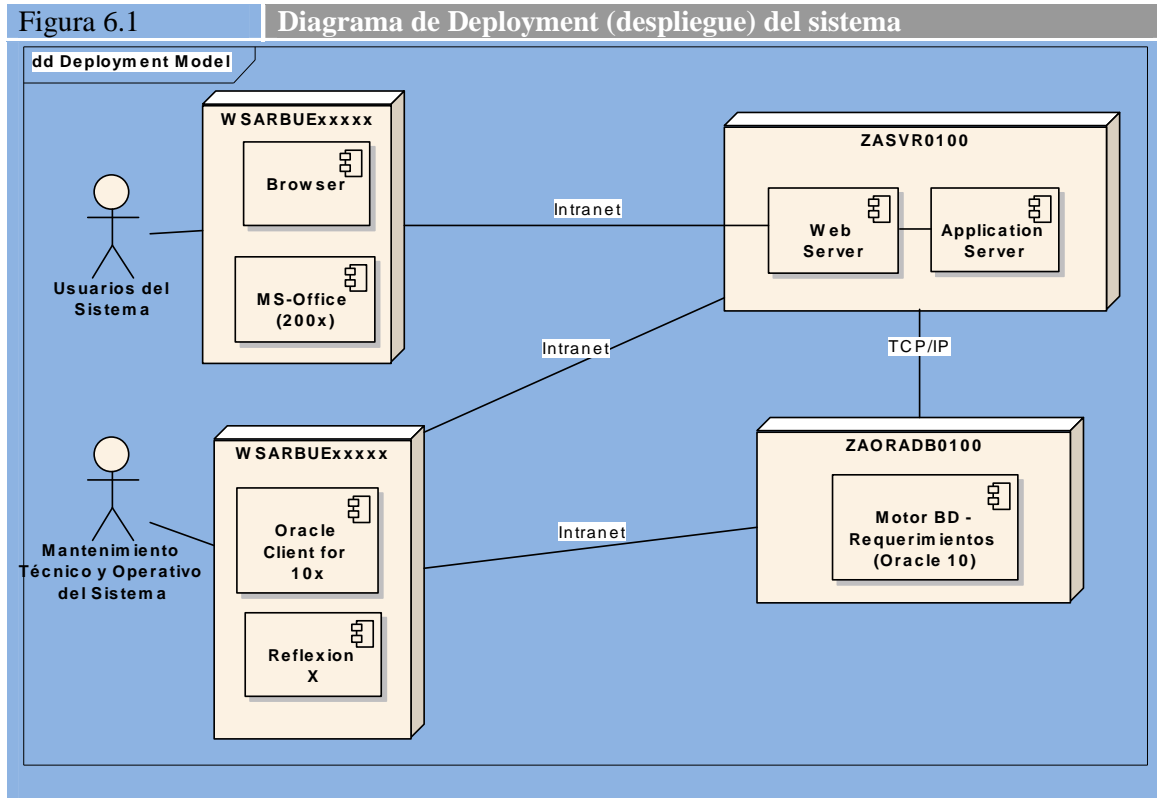 Figura 6.1
Diagrama de Deployment (despliegue) del sistema
dd Deployment Model
WSARBUExxxxx
Browser
MS-Office
(200x)
Usuarios del
Sistema
Intranet
ZASVR0100
Web
Server
Application
Server
Intranet
TCP/IP
Mantenimiento
Técnico y Operativo
del Sistema
WSARBUExxxxx
Oracle
Client for
10x
Reflexion
X
Intranet
ZAORADB0100
Motor BD -
Requerimientos
(Oracle 10)